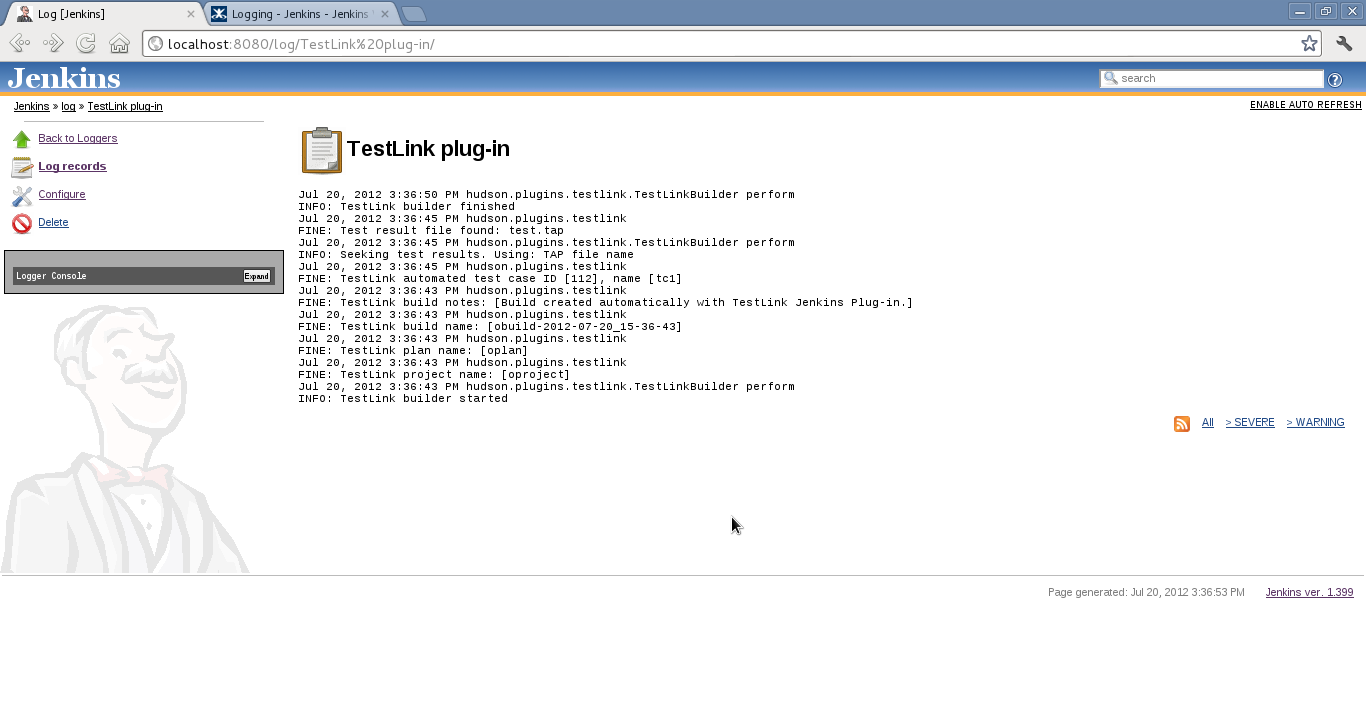 Log [Jenkins]
Logging - Jenkins - Jenkins
localhost:8080/log/TestLink%20plug-in/
Jenkins
search
Jenkins » log » TestLink plug-in
ENABLE AUTO REFRESH
Back to Loggers
Log records
Configure
Delete
Logger Console
Expand
TestLink plug-in
Jul 20, 2012 3:36:50 PM hudson.plugins.testlink.TestLinkBuilder perform
INFO: TestLink builder finished
Jul 20, 2012 3:36:45 PM hudson.plugins.testlink
FINE: Test result file found: test.tap
Jul 20, 2012 3:36:45 PM hudson.plugins.testlink.TestLinkBuilder perform
INFO: Seeking test results. Using: TAP file name
Jul 20, 2012 3:36:45 PM hudson.plugins.testlink
FINE: TestLink automated test case ID [112], name [tc1]
Jul 20, 2012 3:36:43 PM hudson.plugins.testlink
FINE: TestLink build notes: [Build created automatically with TestLink Jenkins Plug-in.]
Jul 20, 2012 3:36:43 PM hudson.plugins.testlink
FINE: TestLink build name: [obuild-2012-07-20_15-36-43]
Jul 20, 2012 3:36:43 PM hudson.plugins.testlink
FINE: TestLink plan name: [oplan]
Jul 20, 2012 3:36:43 PM hudson.plugins.testlink
FINE: TestLink project name: [oproject]
Jul 20, 2012 3:36:43 PM hudson.plugins.testlink.TestLinkBuilder perform
INFO: TestLink builder started
All > SEVERE > WARNING
Page generated: Jul 20, 2012 3:36:53 PM Jenkins ver. 1.399